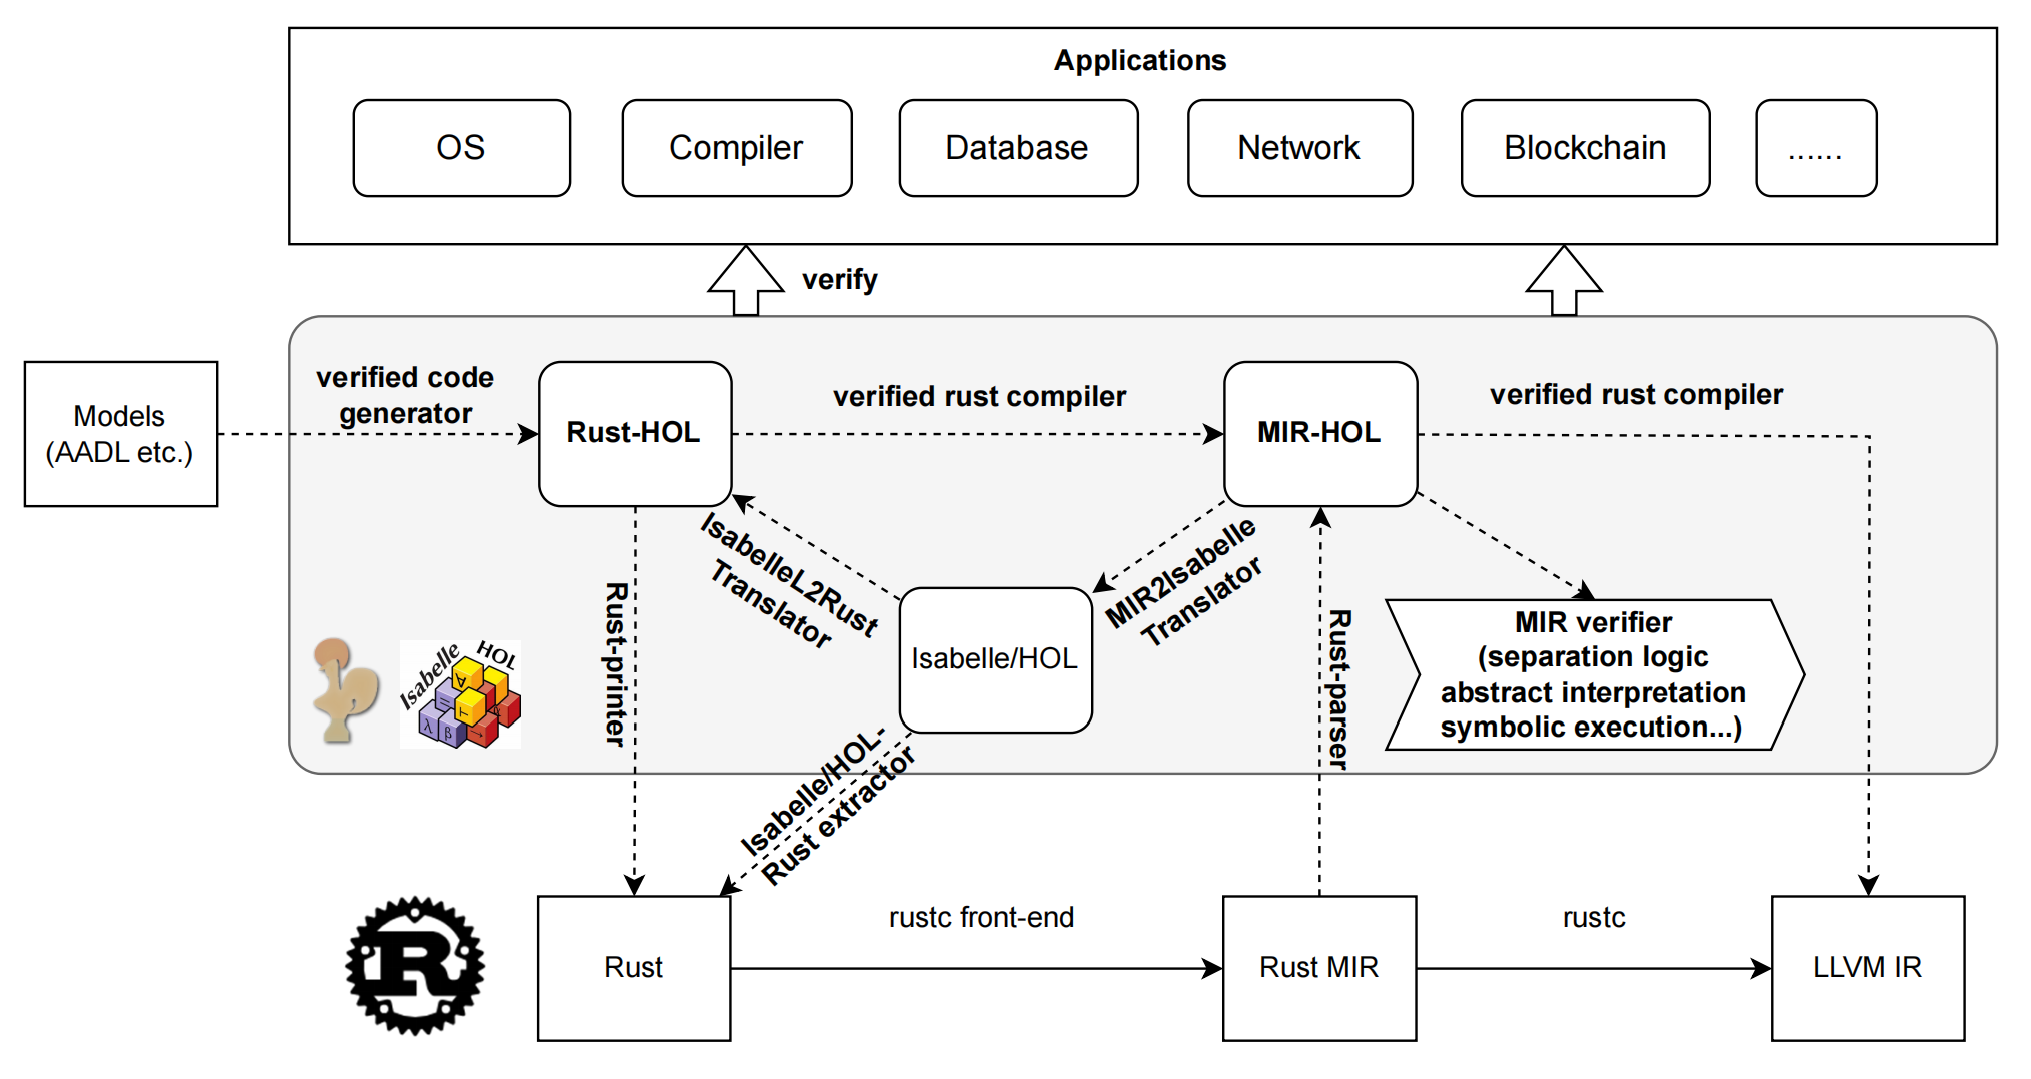 Applications
OS
Compiler
Database
Network
Blockchain
......
verify
Models
(AADL etc.)
verified code
generator
Rust-HOL
verified rust compiler
MIR-HOL
verified rust compiler
IsabelleL2Rust
Translator
MIR2Isabelle
Translator
Rust-printer
Isabelle/HOL
Rust-parser
MIR verifier
(separation logic
abstract interpretation
symbolic execution...)
Isabelle
HOL
λ
β
α
∀
=
→
Isabelle/HOL-
Rust extractor
R
Rust
rustc front-end
Rust MIR
rustc
LLVM IR